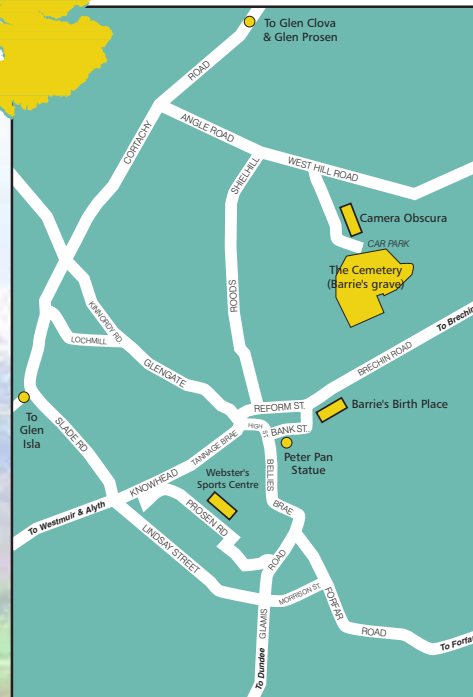 To Glen Clova
& Glen Prosen
ROAD
CORTACHY
ANGLE ROAD
WEST HILL ROAD
SHIELHILL
Camera Obscura
CAR PARK
The Cemetery
(Barrie's grave)
ROODS
KINNORDY RD
LOCHMILL
GLENGATE
To Brechin
BRECHIN ROAD
To
Glen
Isla
SLADE RD
REFORM ST.
Barrie's Birth Place
HIGH
ST
BANK ST.
Peter Pan
Statue
TANNAGE BRAE
KNOWHEAD
Webster's
Sports Centre
BELLIES
BRAE
PROSEN RD
To Westmuir & Alyth
LINDSAY STREET
ROAD
MORRISON ST.
FORFAR
ROAD
To Forfa
GLAMIS
To Dundee